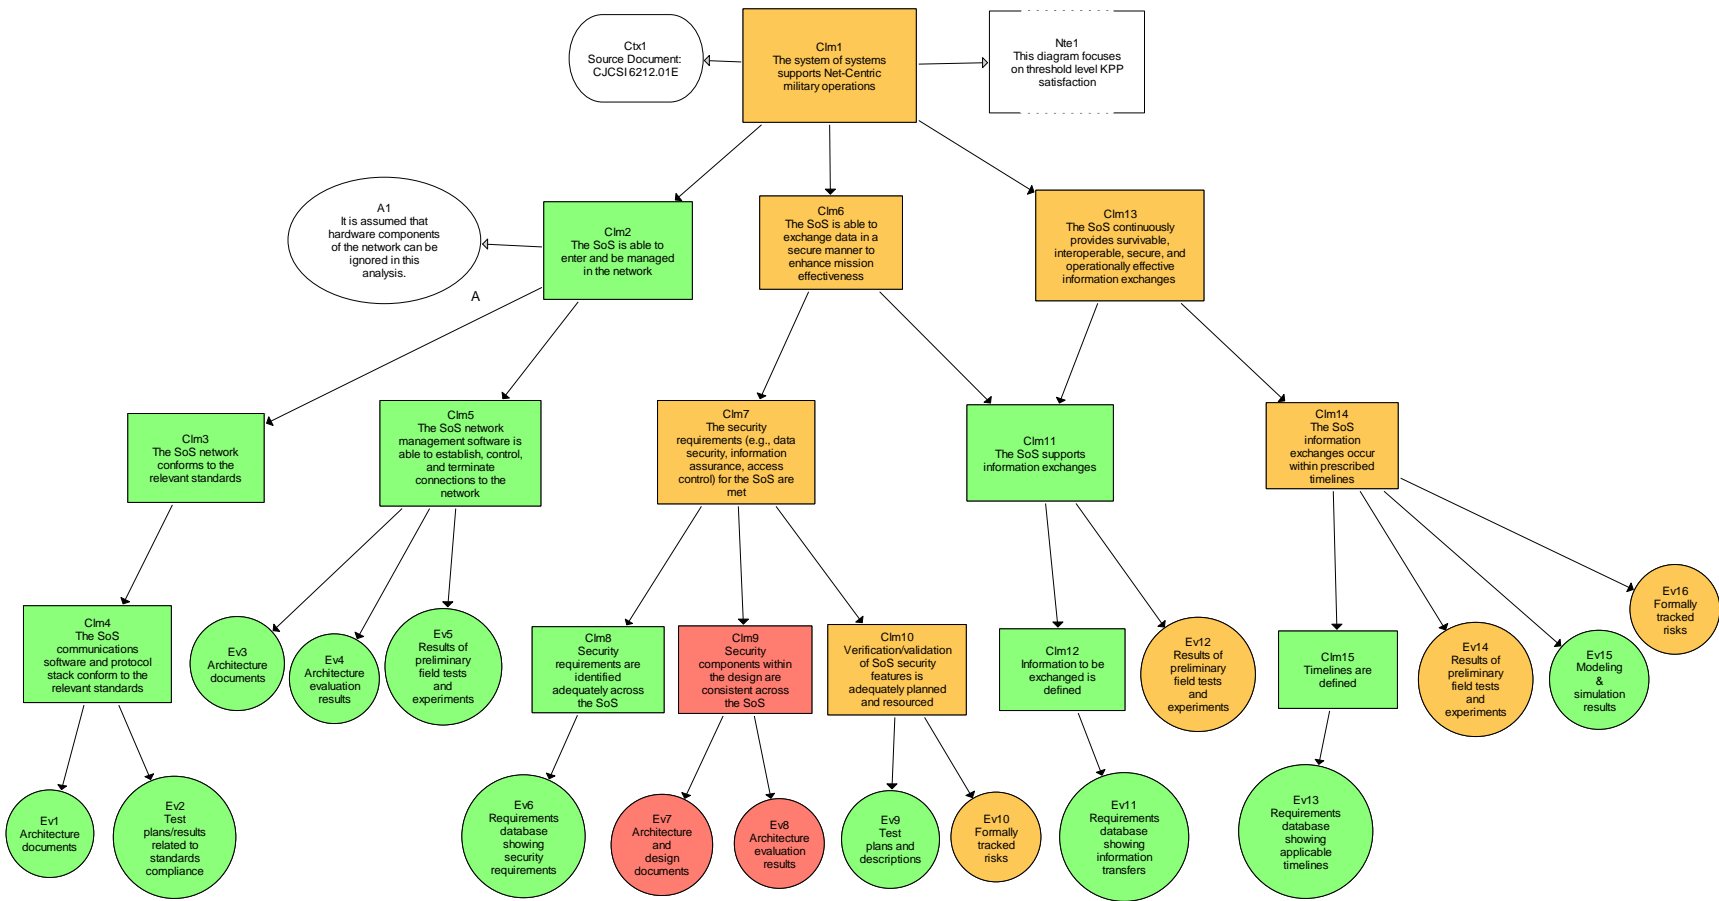 Ctx1
Source Document:
CJCSI 6212.01E
Clm1
The system of systems
supports Net-Centric
military operations
Nte1
This diagram focuses
on threshold level KPP
satisfaction
A1
It is assumed that
hardware components
of the network can be
ignored in this
analysis.
A
Clm2
The SoS is able to
enter and be managed
in the network
Clm6
The SoS is able to
exchange data in a
secure manner to
enhance mission
effectiveness
Clm13
The SoS continuously
provides survivable,
interoperable, secure, and
operationally effective
information exchanges
Clm3
The SoS network
conforms to the
relevant standards
Clm5
The SoS network
management software is
able to establish, control,
and terminate
connections to the
network
Clm7
The security
requirements (e.g., data
security, information
assurance, access
control) for the SoS are
met
Clm11
The SoS supports
information exchanges
Clm14
The SoS
information
exchanges occur
within prescribed
timelines
Clm4
The SoS
communications
software and protocol
stack conform to the
relevant standards
Ev3
Architecture
documents
Ev4
Architecture
evaluation
results
Ev5
Results of
preliminary
field tests
and
experiments
Clm8
Security
requirements are
identified
adequately across
the SoS
Clm9
Security
components within
the design are
consistent across
the SoS
Clm10
Verification/validation
of SoS security
features is
adequately planned
and resourced
Clm12
Information to be
exchanged is
defined
Ev12
Results of
preliminary
field tests
and
experiments
Clm15
Timelines are
defined
Ev14
Results of
preliminary
field tests
and
experiments
Ev15
Modeling
&
simulation
results
Ev16
Formally
tracked
risks
Ev1
Architecture
documents
Ev2
Test
plans/results
related to
standards
compliance
Ev6
Requirements
database
showing
security
requirements
Ev7
Architecture
and
design
documents
Ev8
Architecture
evaluation
results
Ev9
Test
plans and
descriptions
Ev10
Formally
tracked
risks
Ev11
Requirements
database
showing
information
transfers
Ev13
Requirements
database
showing
applicable
timelines